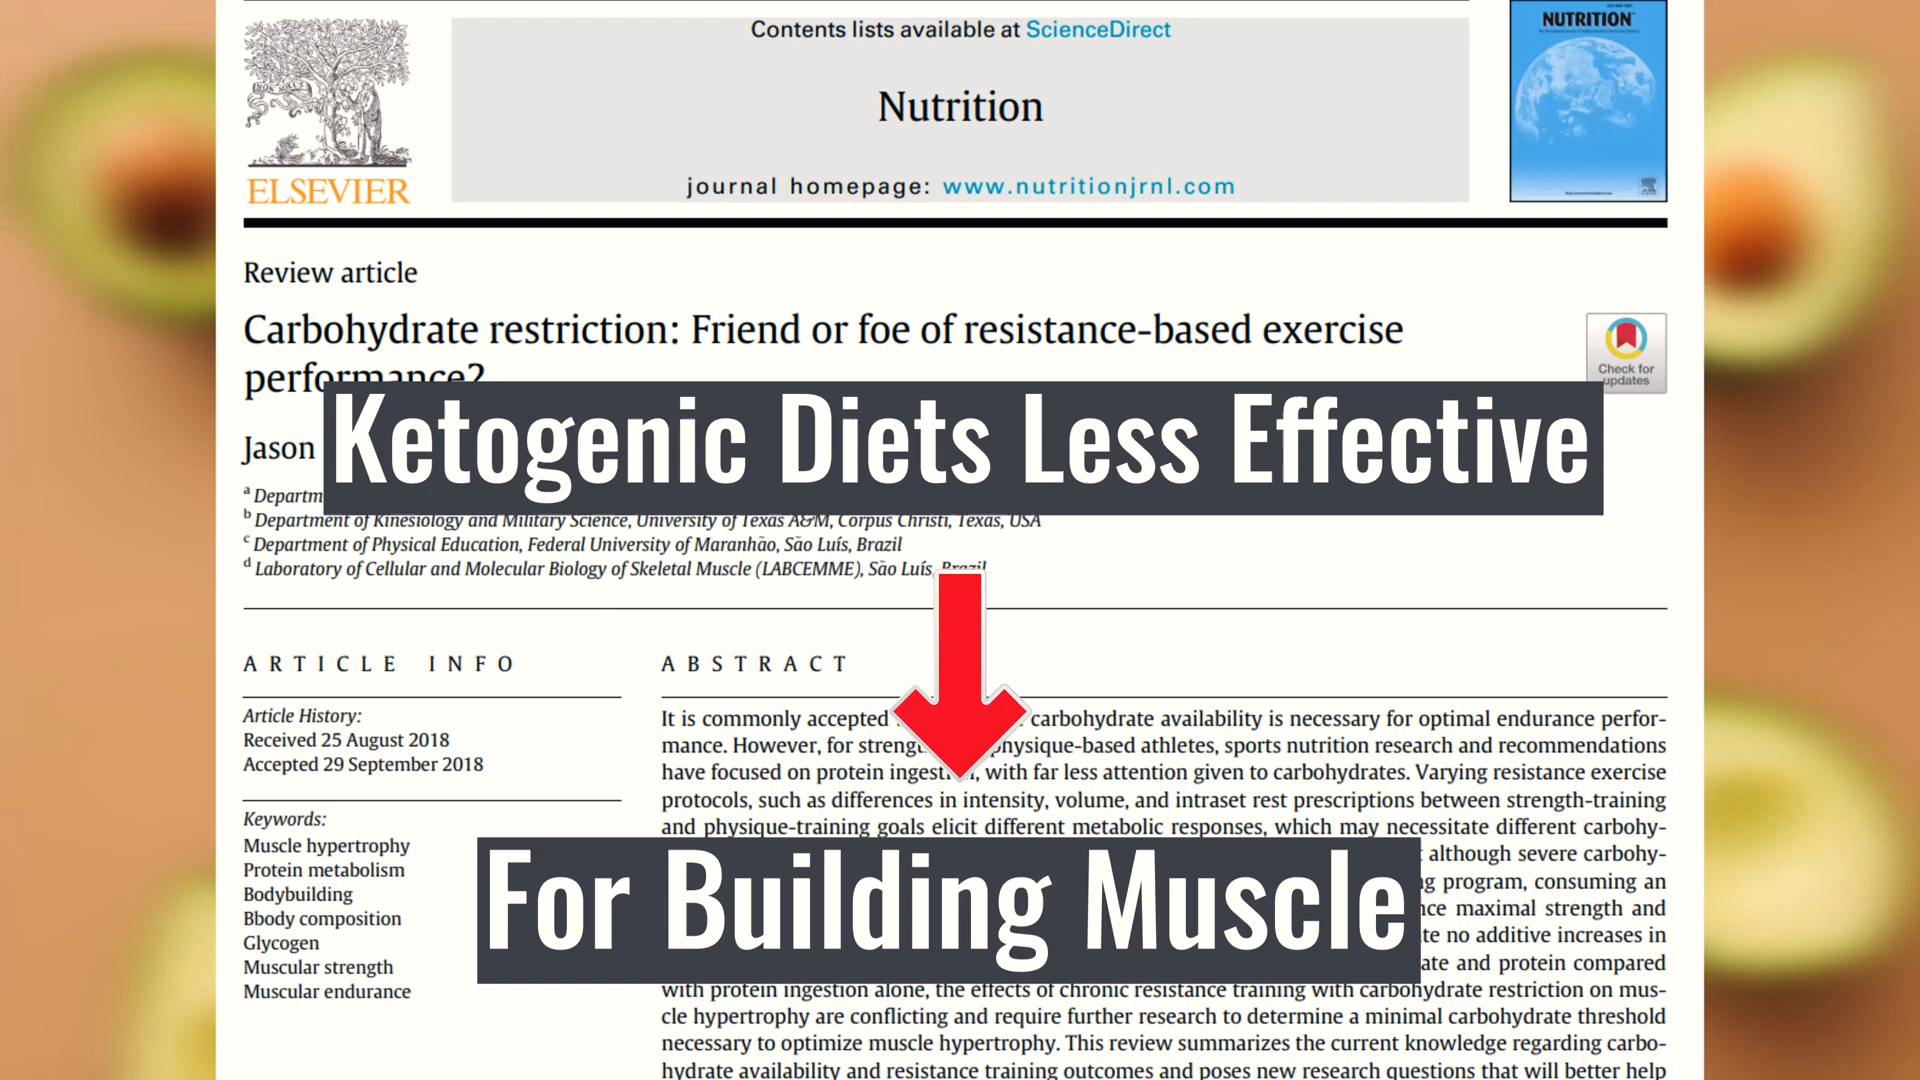 Contents lists available at ScienceDirect
Nutrition
journal homepage: www.nutritionjrnl.com
ELSEVIER
NUTRITION
Review article
Carbohydrate restriction: Friend or foe of resistance-based exercise
performance?
Check for
updates
Ketogenic Diets Less Effective
Jason
a Departm
b Department of Kinesiology and Military Science, University of Texas A&M, Corpus Christi, Texas, USA
c Department of Physical Education, Federal University of Maranhão, São Luís, Brazil
d Laboratory of Cellular and Molecular Biology of Skeletal Muscle (LABCEMME), São Luís, Brazil
ARTICLE INFO
Article History:
Received 25 August 2018
Accepted 29 September 2018
Keywords:
Muscle hypertrophy
Protein metabolism
Bodybuilding
Bbody composition
Glycogen
Muscular strength
Muscular endurance
ABSTRACT
It is commonly accepted carbohydrate availability is necessary for optimal endurance perfor-
mance. However, for strengt physique-based athletes, sports nutrition research and recommendations
have focused on protein ingesti, with far less attention given to carbohydrates. Varying resistance exercise
protocols, such as differences in intensity, volume, and intraset rest prescriptions between strength-training
and physique-training goals elicit different metabolic responses, which may necessitate different carbohy-
although severe carbohy-
ng program, consuming an
nce maximal strength and
te no additive increases in
ate and protein compared
For Building Muscle
with protein ingestion alone, the effects of chronic resistance training with carbohydrate restriction on mus-
cle hypertrophy are conflicting and require further research to determine a minimal carbohydrate threshold
necessary to optimize muscle hypertrophy. This review summarizes the current knowledge regarding carbo-
hydrate availability and resistance training outcomes and poses new research questions that will better help